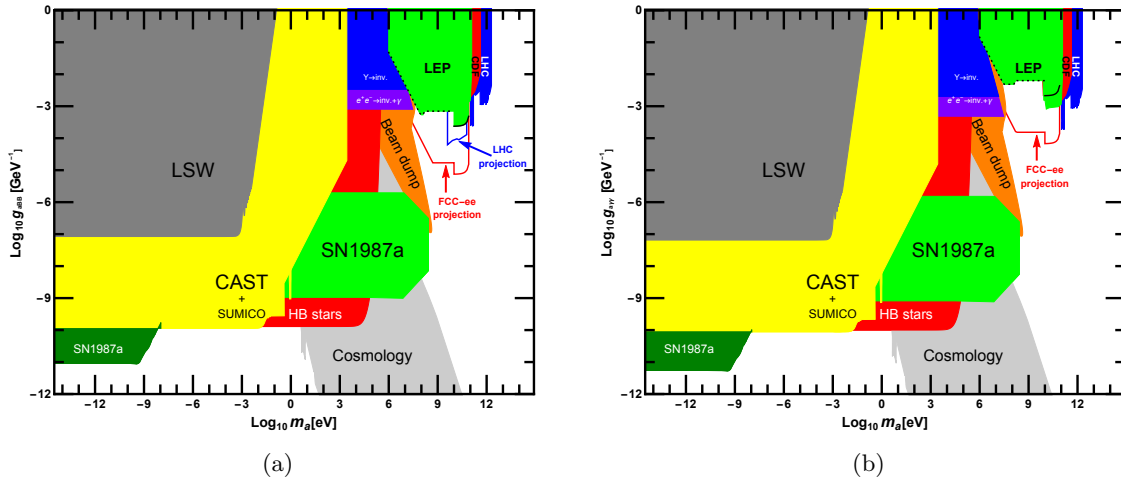 0
−3
−6
−9
−12
Log10 gaBB [GeV−1]
LSW
Υ→inv.
e+e−→inv.+γ
LEP
CDF
LHC
Beam dump
LHC
projection
FCC−ee
projection
SN1987a
CAST
+
SUMICO
HB stars
SN1987a
Cosmology
−12
−9
−6
−3
0
3
6
9
12
Log10 ma[eV]
(a)
0
−3
−6
−9
−12
Log10 gaγγ [GeV−1]
LSW
Υ→inv.
e+e−→inv.+γ
LEP
CDF
LHC
Beam dump
FCC−ee
projection
SN1987a
CAST
+
SUMICO
HB stars
SN1987a
Cosmology
−12
−9
−6
−3
0
3
6
9
12
Log10 ma[eV]
(b)